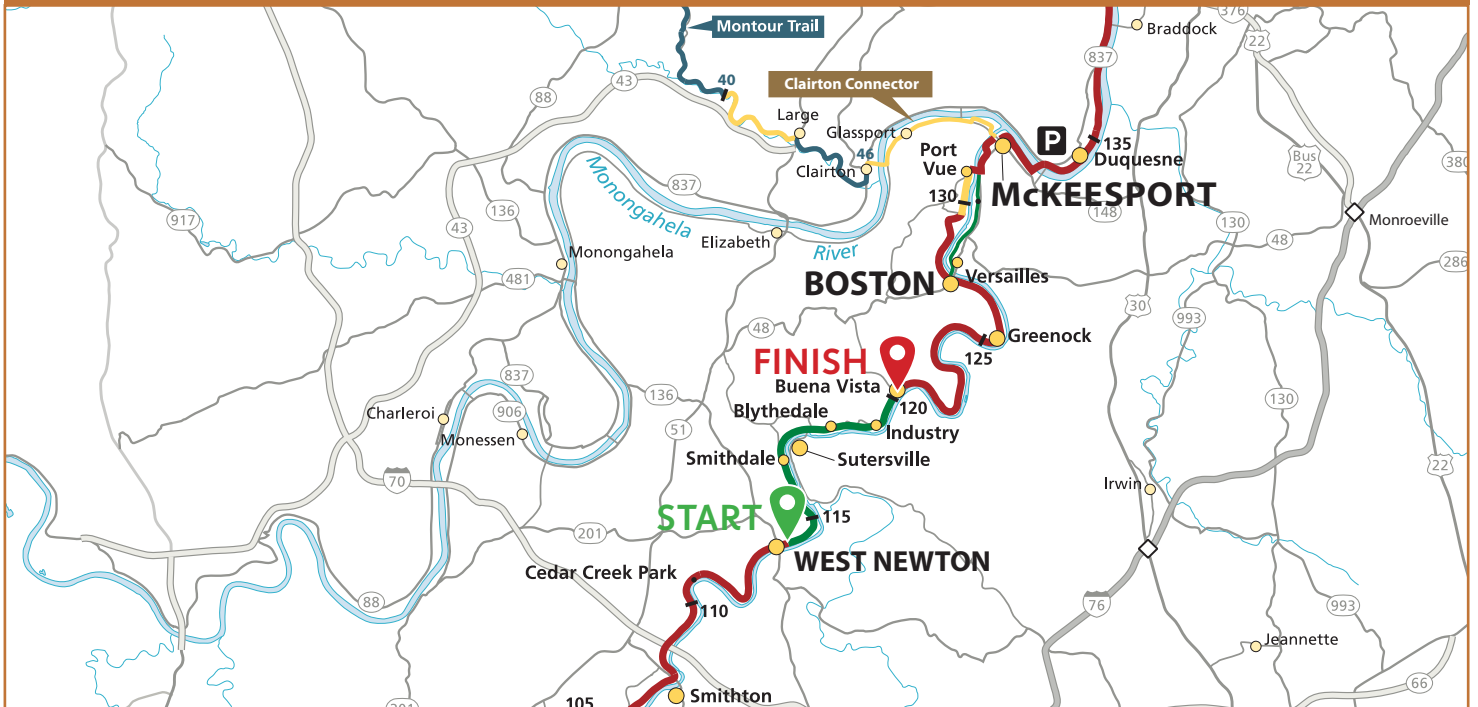 Montour Trail
376
22
Braddock
837
40
43
88
Clairton Connector
Large
Glassport
46
Clairton
Port
Vue
P
135
Duquesne
Bus
22
380
130
McKEESPORT
148
130
Monroeville
48
286
Monongahela
River
837
136
917
43
Elizabeth
Monongahela
481
BOSTON
Versailles
30
993
48
Greenock
125
FINISH
Buena Vista
120
837
136
906
Charleroi
Monessen
51
Blythedale
Industry
130
Smithdale
Sutersville
22
70
Irwin
START
115
201
WEST NEWTON
Cedar Creek Park
110
88
76
993
Jeannette
66
105
Smithton